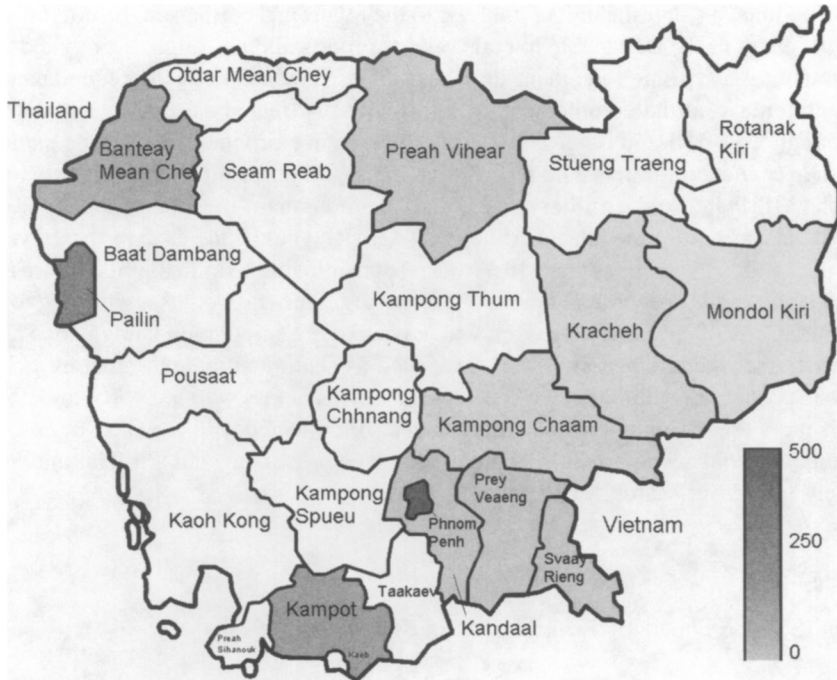 Otdar Mean Chey
Thailand
Banteay
Mean Chey
Seam Reab
Preah Vihear
Stueng Traeng
Rotanak
Kiri
Baat Dambang
Pailin
Kampong Thum
Kracheh
Mondol Kiri
Pousaat
Kampong
Chhnang
Kampong Chaam
Kaoh Kong
Kampong
Spueu
Phnom
Penh
Prey
Veaeng
Svaay
Rieng
Vietnam
Taakaev
Kandaal
Kampot
Preah
Sihanouk
Kaeb
500
250
0